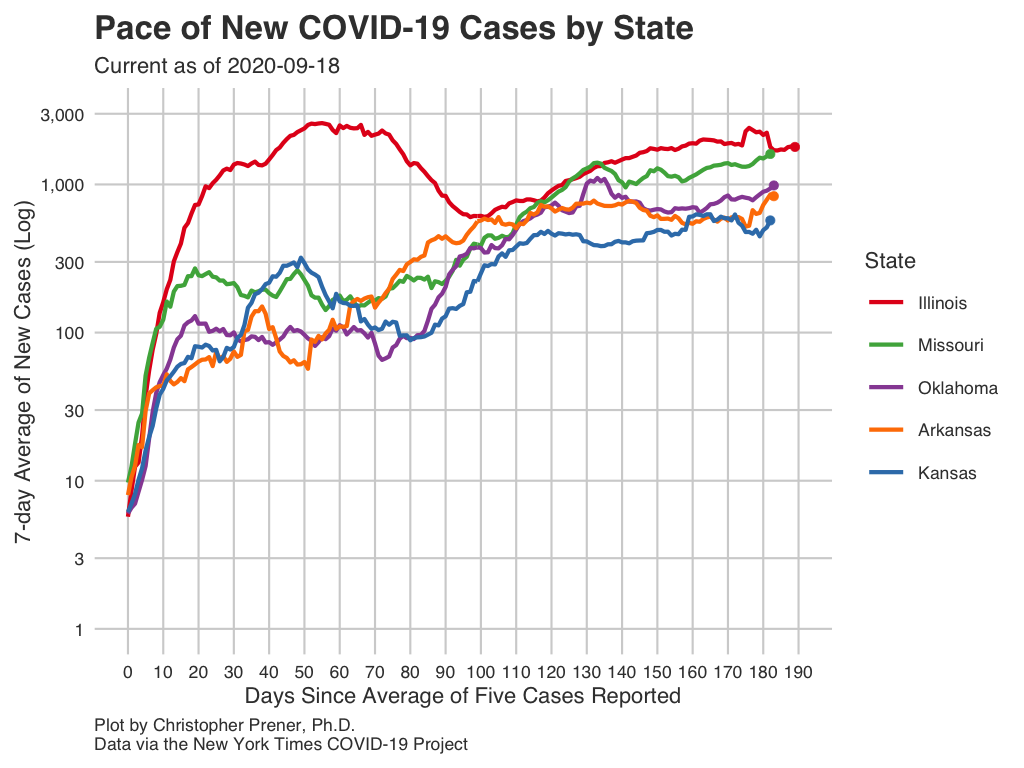 Pace of New COVID-19 Cases by State
Current as of 2020-09-18
7-day Average of New Cases (Log)
3,000
1,000
300
100
30
10
3
1
0 10 20 30 40 50 60 70 80 90 100 110 120 130 140 150 160 170 180 190
Days Since Average of Five Cases Reported
State
Illinois
Missouri
Oklahoma
Arkansas
Kansas
Plot by Christopher Prener, Ph.D.
Data via the New York Times COVID-19 Project